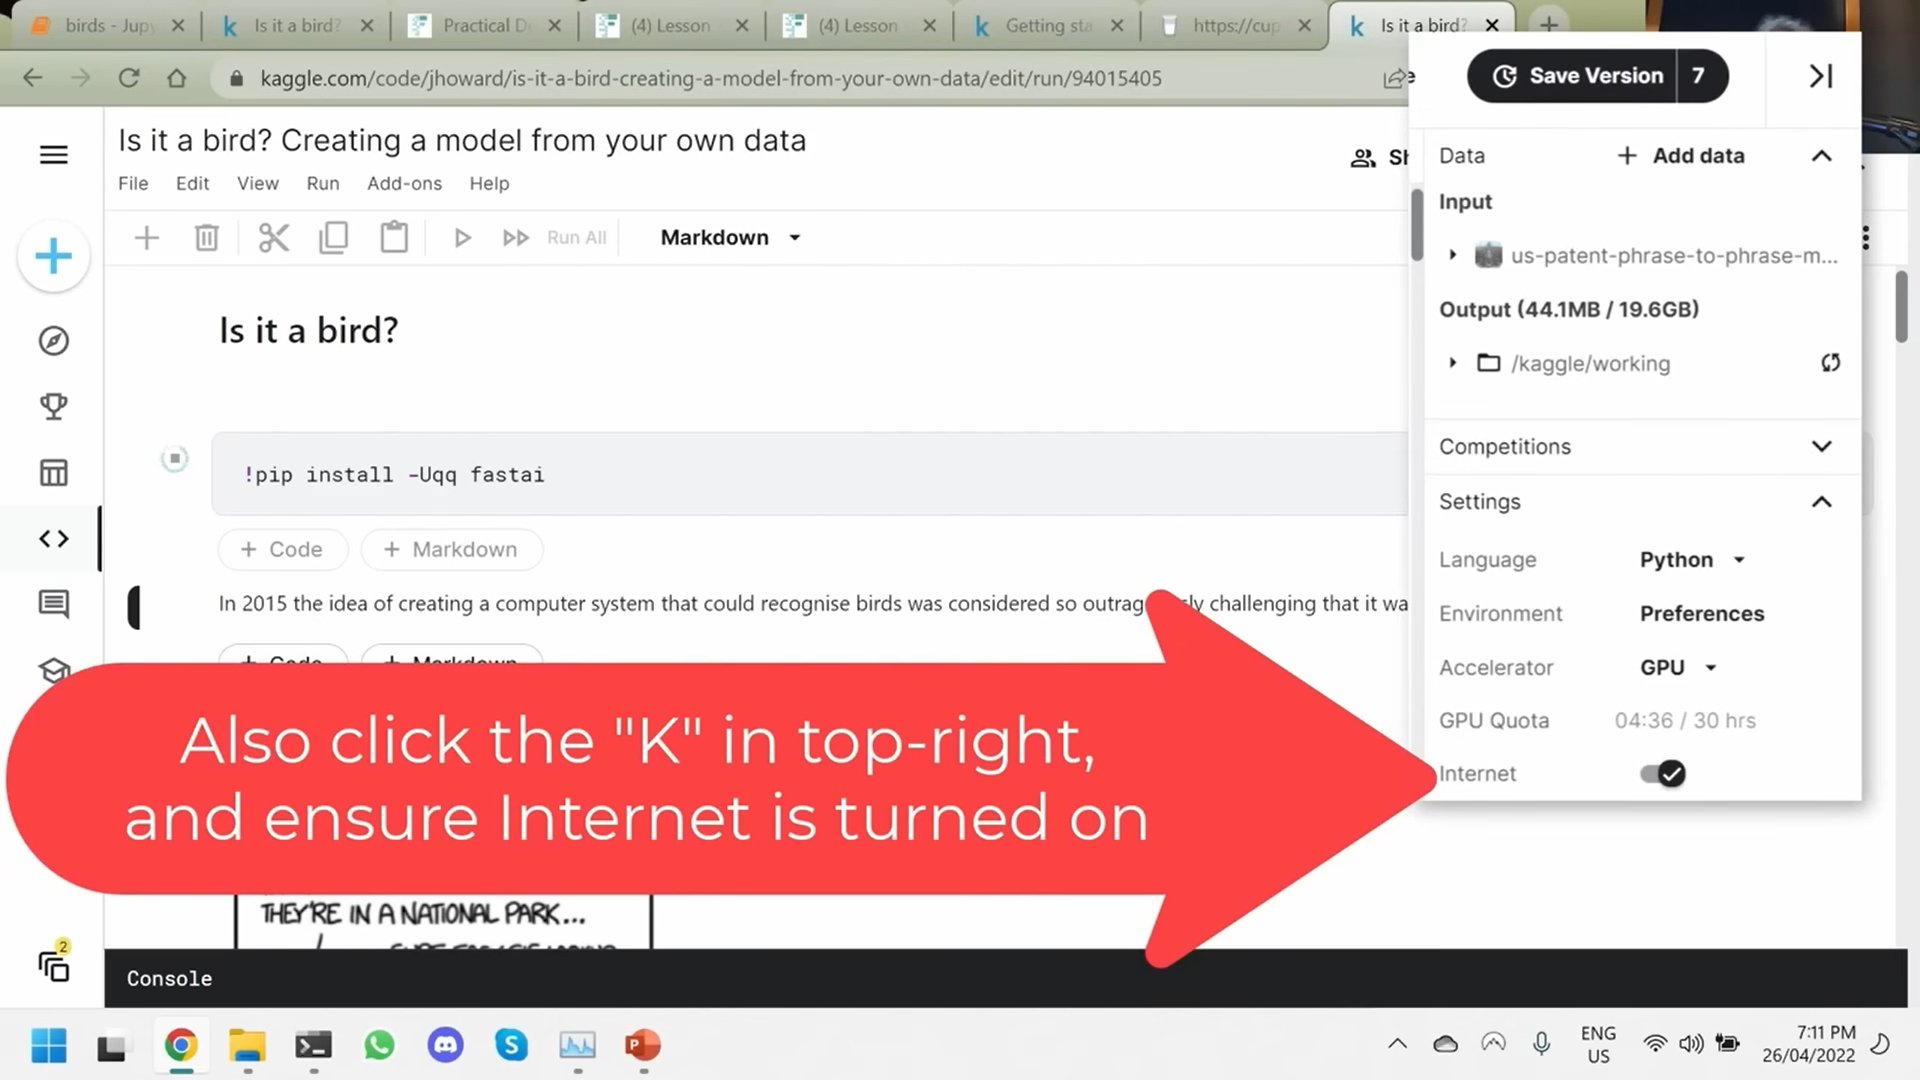 birds - Jupy
Is it a bird?
Practical D
(4) Lesson
(4) Lesson
Getting sta
https://cup
Is it a bird?
kaggle.com/code/jhoward/is-it-a-bird-creating-a-model-from-your-own-data/edit/run/94015405
Save Version
7
Is it a bird? Creating a model from your own data
File
Edit
View
Run
Add-ons
Help
Run All
Markdown
Data
Add data
Input
us-patent-phrase-to-phrase-m...
Output (44.1MB / 19.6GB)
/kaggle/working
Competitions
Settings
Language
Python
Environment
Preferences
Accelerator
GPU
GPU Quota
04:36 / 30 hrs
Internet
Is it a bird?
!pip install -Uqq fastai
+ Code
+ Markdown
In 2015 the idea of creating a computer system that could recognise birds was considered so challenging that it wa
+ Code
+ Markdown
Also click the "K" in top-right,
and ensure Internet is turned on
THEY'RE IN A NATIONAL PARK...
2
Console
ENG
US
7:11 PM
26/04/2022